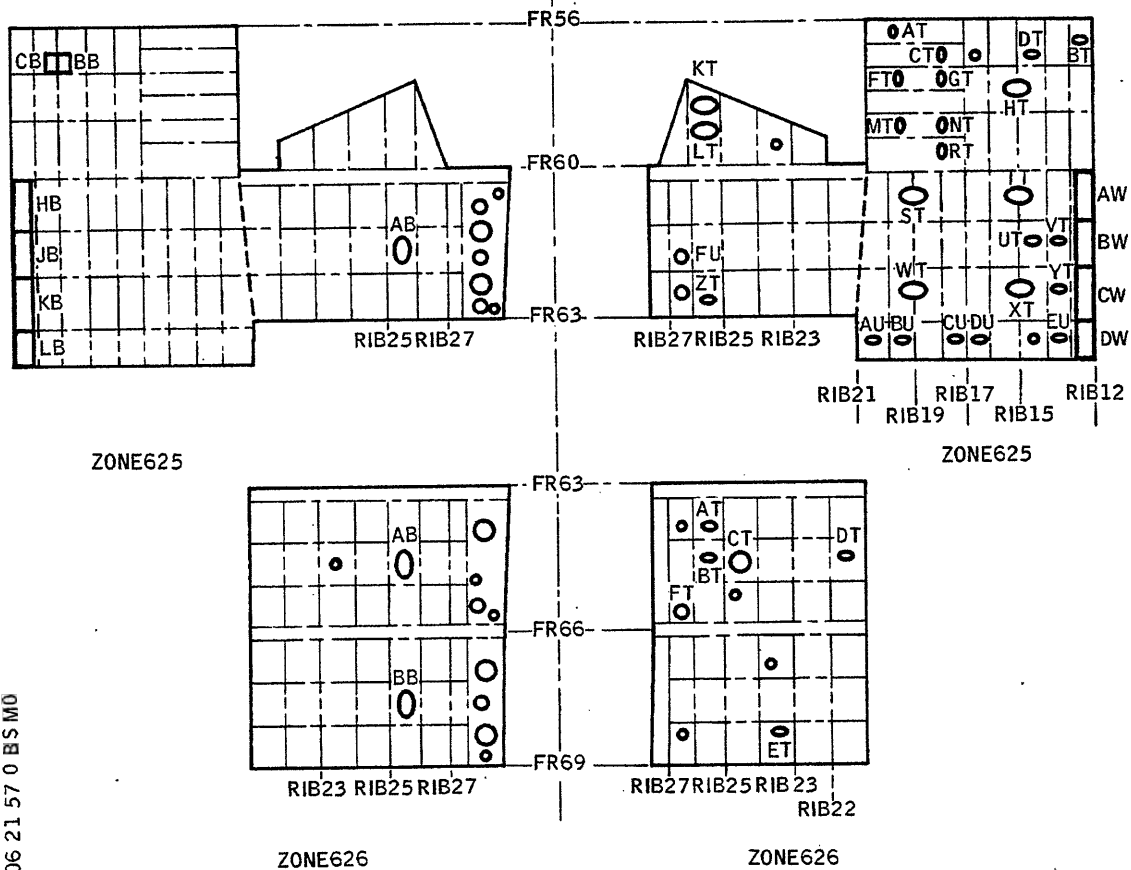 FR56
AT
DT
CB BB
CT
BT
KT
FT GT
HT
MT NT
LT
RT
FR60
HB
AW
AB
ST
VT
JB
FU
UT
BW
WT
ZT
YT
KB
CW
XT
FR63
AU BU CU DU EU
LB
RIB25 RIB27
RIB27 RIB25 RIB23
DW
RIB21 RIB17 RIB12
RIB19 RIB15
ZONE625
ZONE625
FR63
AT
AB
CT
DT
BT
FT
FR66
BB
ET
FR69
RIB23 RIB25 RIB27
RIB27 RIB25 RIB23
RIB22
ZONE626
ZONE626
06 21 57 0 BS M0